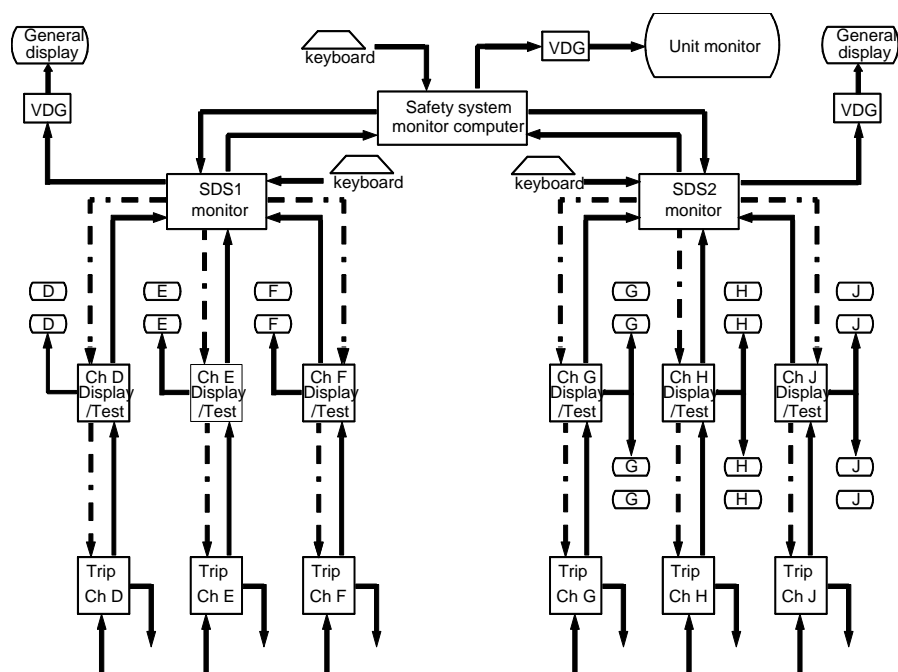 General
display
VDG
keyboard
VDG
Unit monitor
General
display
VDG
Safety system
monitor computer
SDS1
monitor
keyboard
keyboard
SDS2
monitor
D
E
F
G
H
J
D
E
F
G
H
J
Ch D
Display
/Test
Ch E
Display
/Test
Ch F
Display
/Test
Ch G
Display
/Test
Ch H
Display
/Test
Ch J
Display
/Test
G
H
J
G
H
J
Trip
Ch D
Trip
Ch E
Trip
Ch F
Trip
Ch G
Trip
Ch H
Trip
Ch J